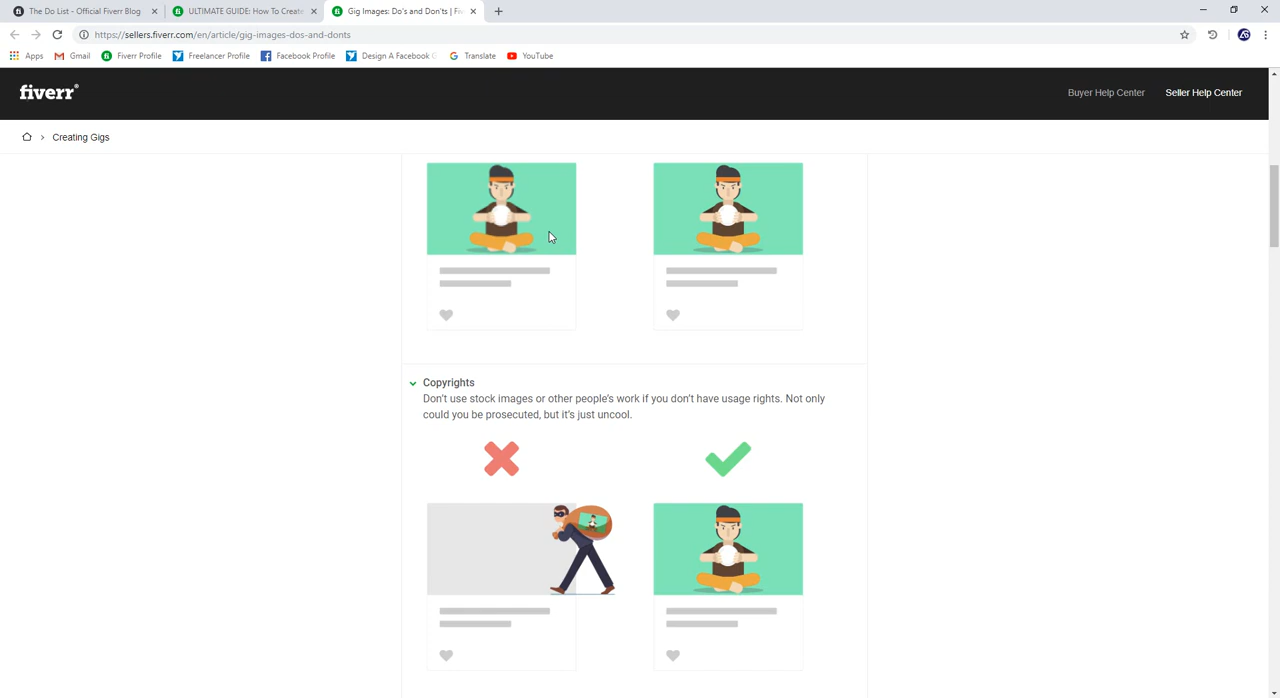 The Do List - Official Fiverr Blog
ULTIMATE GUIDE: How To Create
Gig Images: Do's and Don'ts | Fiv
https://sellers.fiverr.com/en/article/gig-images-dos-and-donts
Apps
Gmail
Fiverr Profile
Freelancer Profile
Facebook Profile
Design A Facebook
Translate
YouTube
fiverr®
Buyer Help Center
Seller Help Center
Creating Gigs
Copyrights
Don't use stock images or other people's work if you don't have usage rights. Not only
could you be prosecuted, but it's just uncool.